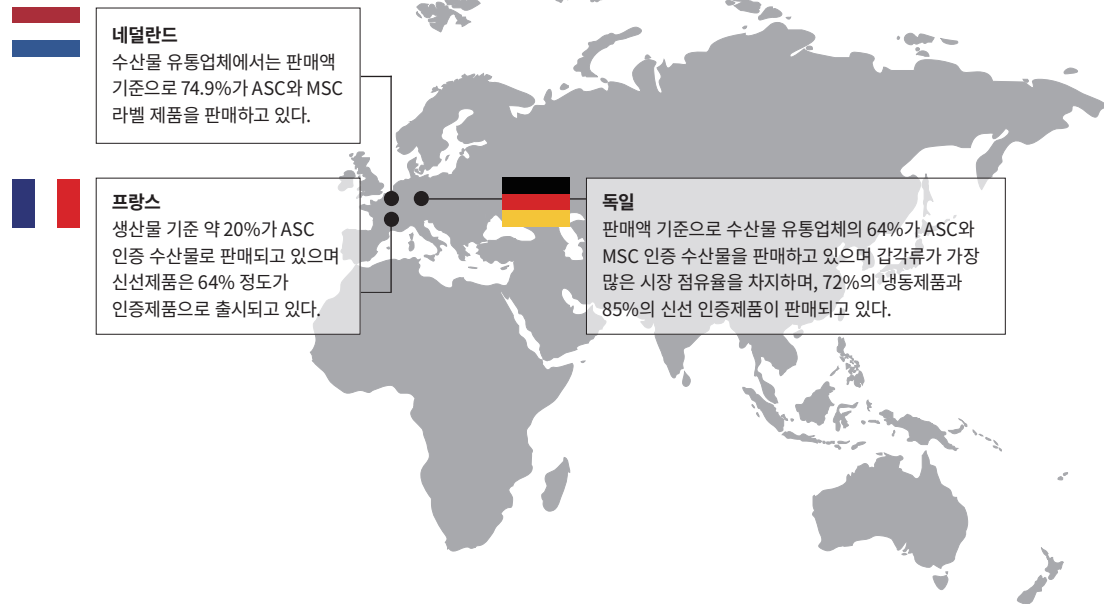 네덜란드
수산물 유통업체에서는 판매액
기준으로 74.9%가 ASC와 MSC
라벨 제품을 판매하고 있다.
프랑스
생산물 기준 약 20%가 ASC
인증 수산물로 판매되고 있으며
신선제품은 64% 정도가
인증제품으로 출시되고 있다.
독일
판매액 기준으로 수산물 유통업체의 64%가 ASC와
MSC 인증 수산물을 판매하고 있으며 갑각류가 가장
많은 시장 점유율을 차지하며, 72%의 냉동제품과
85%의 신선 인증제품이 판매되고 있다.